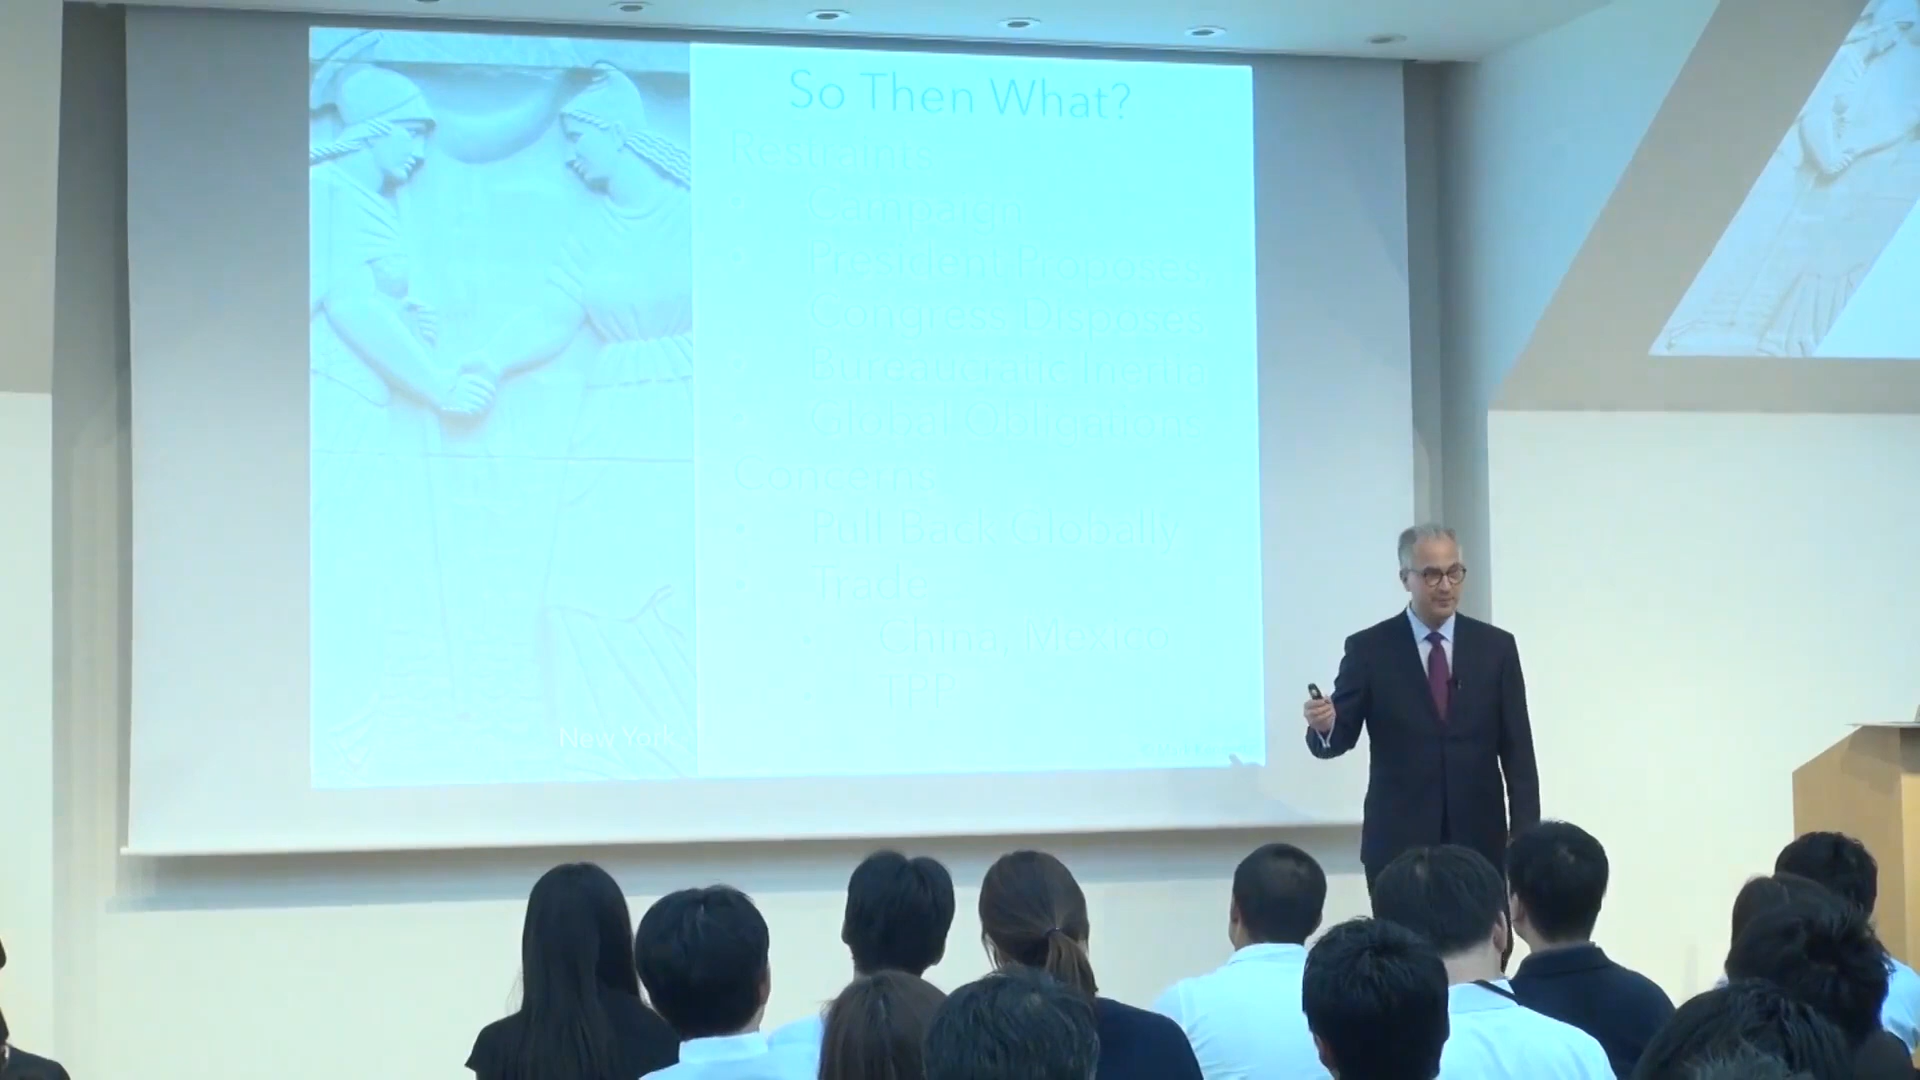 So Then What?
Restraints
• Campaign
• President Proposes,
Congress Disposes
• Bureaucratic Inertia
• Global Obligations
Concerns
• Pull Back Globally
• Trade
• China, Mexico
• TPP
New York